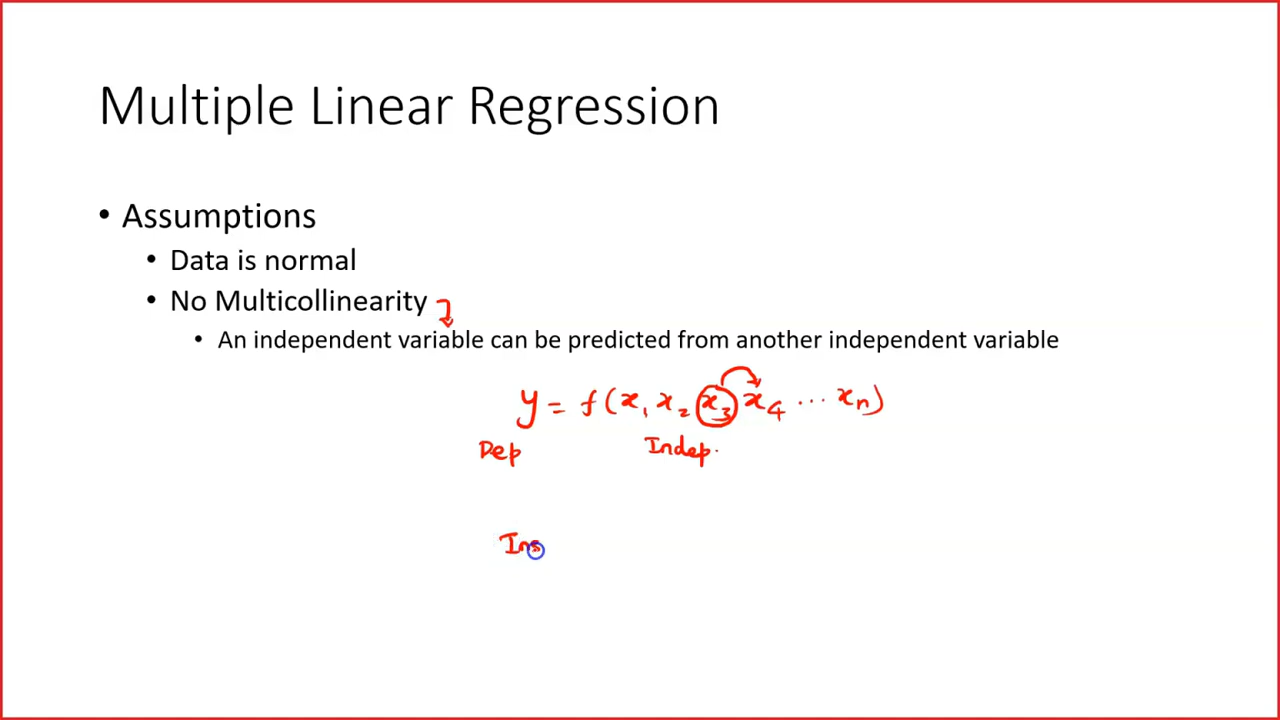 Multiple Linear Regression
• Assumptions
• Data is normal
• No Multicollinearity
• An independent variable can be predicted from another independent variable
y = f(x₁ x₂ x₃ x₄ ... xₙ)
Dep Indep.
Ins